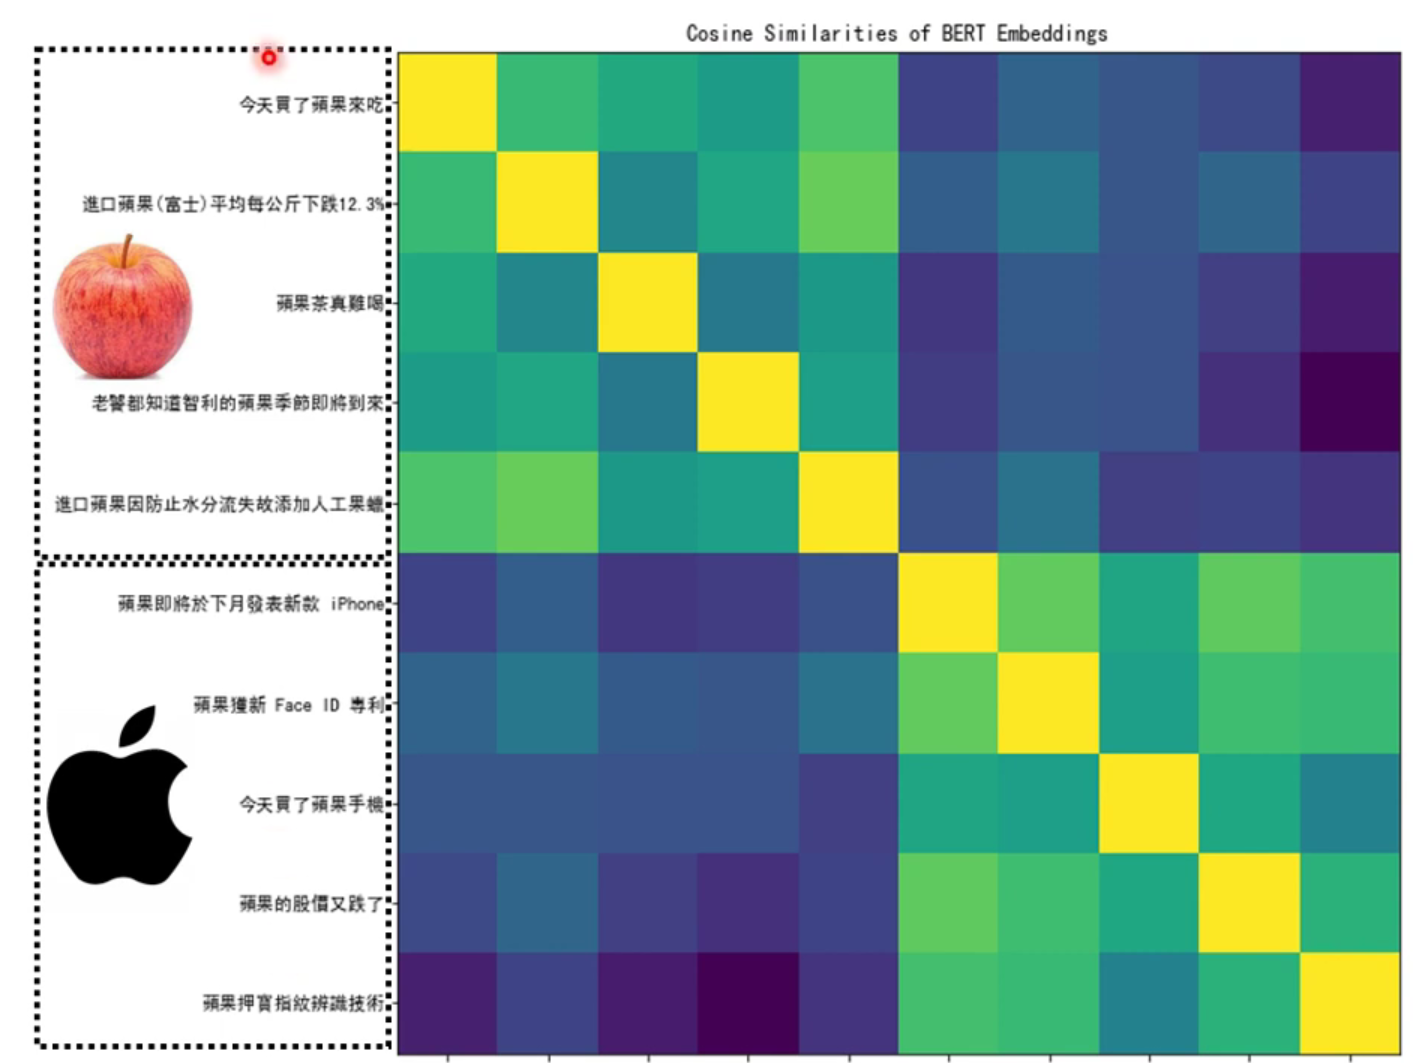 Cosine Similarities of BERT Embeddings
今天買了蘋果來吃
進口蘋果(富士)平均每公斤下跌12.3%
蘋果茶真難喝
老饕都知道智利的蘋果季節即將到來
進口蘋果因防止水分流失故添加人工果蠟
蘋果即將於下月發表新款 iPhone
蘋果獲新 Face ID 專利
今天買了蘋果手機
蘋果的股價又跌了
蘋果押寶指紋辨識技術